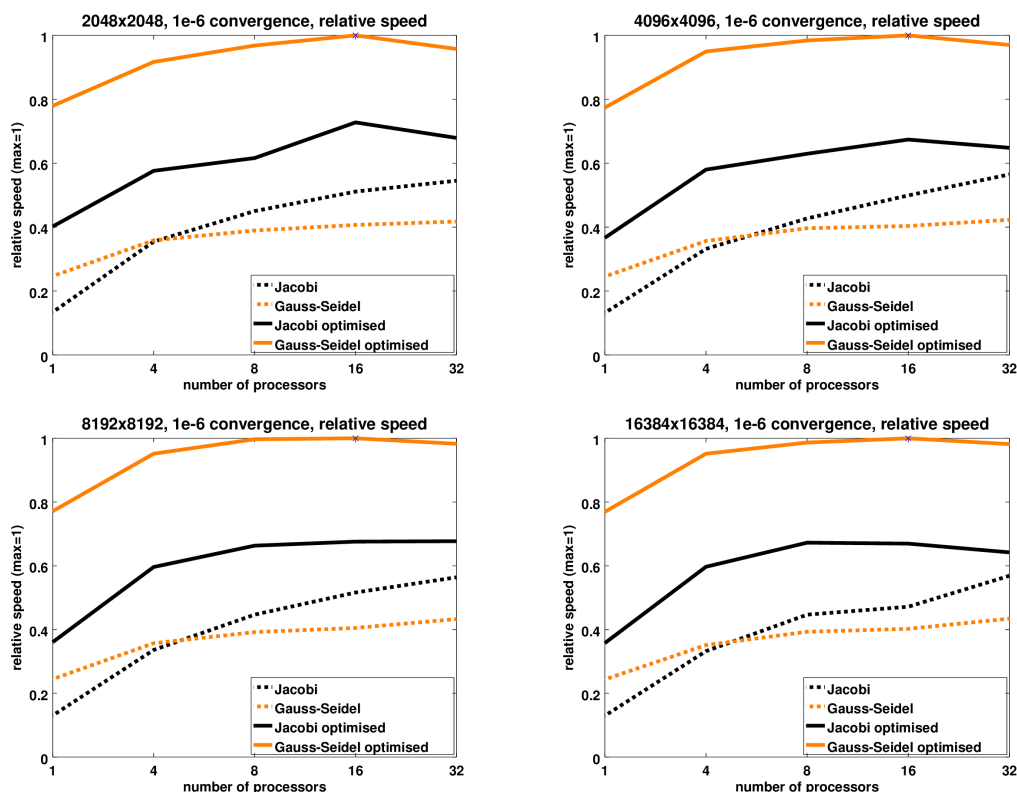 2048x2048, 1e-6 convergence, relative speed
relative speed (max=1)
1
0.8
0.6
0.4
0.2
0
Jacobi
Gauss-Seidel
Jacobi optimised
Gauss-Seidel optimised
1 4 8 16 32
number of processors
4096x4096, 1e-6 convergence, relative speed
relative speed (max=1)
1
0.8
0.6
0.4
0.2
0
Jacobi
Gauss-Seidel
Jacobi optimised
Gauss-Seidel optimised
1 4 8 16 32
number of processors
8192x8192, 1e-6 convergence, relative speed
relative speed (max=1)
1
0.8
0.6
0.4
0.2
0
Jacobi
Gauss-Seidel
Jacobi optimised
Gauss-Seidel optimised
1 4 8 16 32
number of processors
16384x16384, 1e-6 convergence, relative speed
relative speed (max=1)
1
0.8
0.6
0.4
0.2
0
Jacobi
Gauss-Seidel
Jacobi optimised
Gauss-Seidel optimised
1 4 8 16 32
number of processors